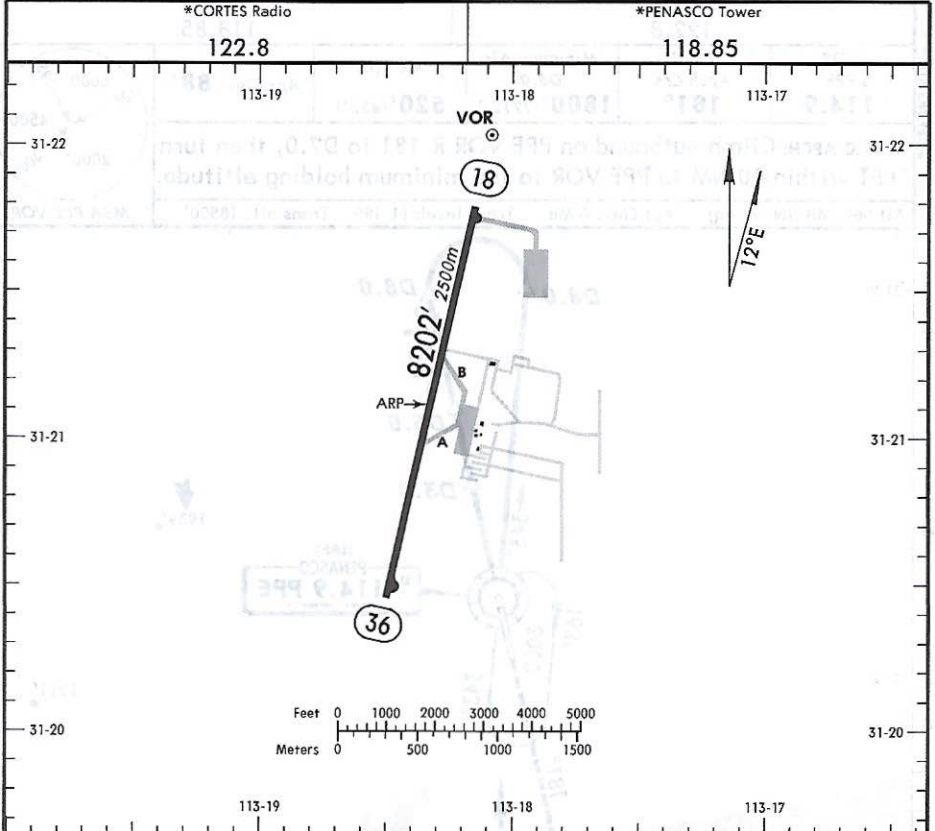 *CORTES Radio
*PENASCO Tower
122.8
118.85
113-19
113-18
113-17
VOR
31-22
31-22
18
12°E
8202' 2500m
B
ARP
A
31-21
31-21
36
Feet 0 1000 2000 3000 4000 5000
Meters 0 500 1000 1500
31-20
31-20
113-19
113-18
113-17